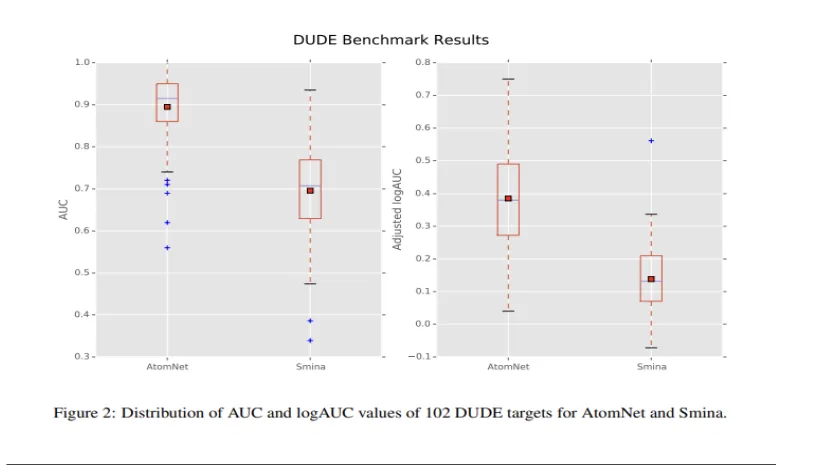 DUDE Benchmark Results
1.0
0.9
0.8
0.7
0.6
0.5
0.4
0.3
AUC
AtomNet
Smina
0.8
0.7
0.6
0.5
0.4
0.3
0.2
0.1
0.0
−0.1
Adjusted logAUC
AtomNet
Smina
Figure 2: Distribution of AUC and logAUC values of 102 DUDE targets for AtomNet and Smina.